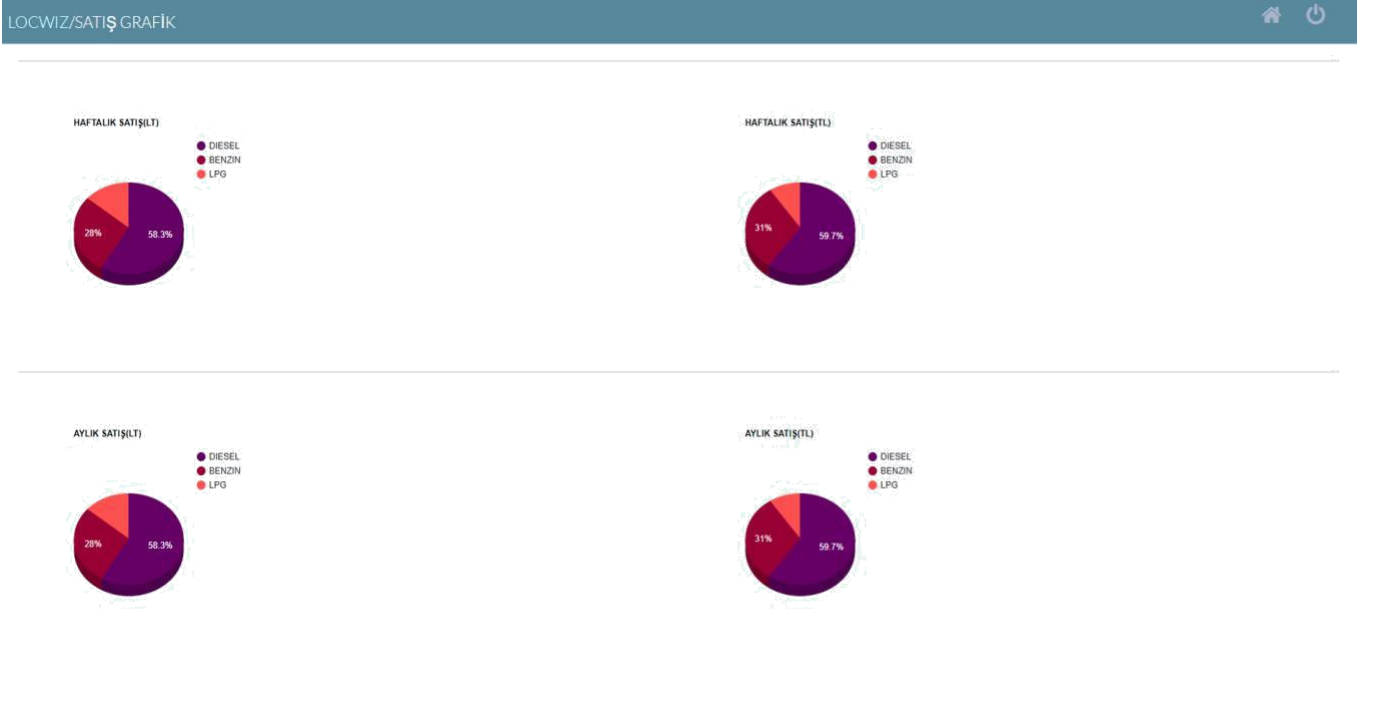 LOCWIZ/SATIŞ GRAFİK
HAFTALIK SATIŞ(LT)
DIESEL
BENZIN
LPG
28%
58.3%
HAFTALIK SATIŞ(TL)
DIESEL
BENZIN
LPG
31%
59.7%
AYLIK SATIŞ(LT)
DIESEL
BENZIN
LPG
28%
58.3%
AYLIK SATIŞ(TL)
DIESEL
BENZIN
LPG
31%
59.7%